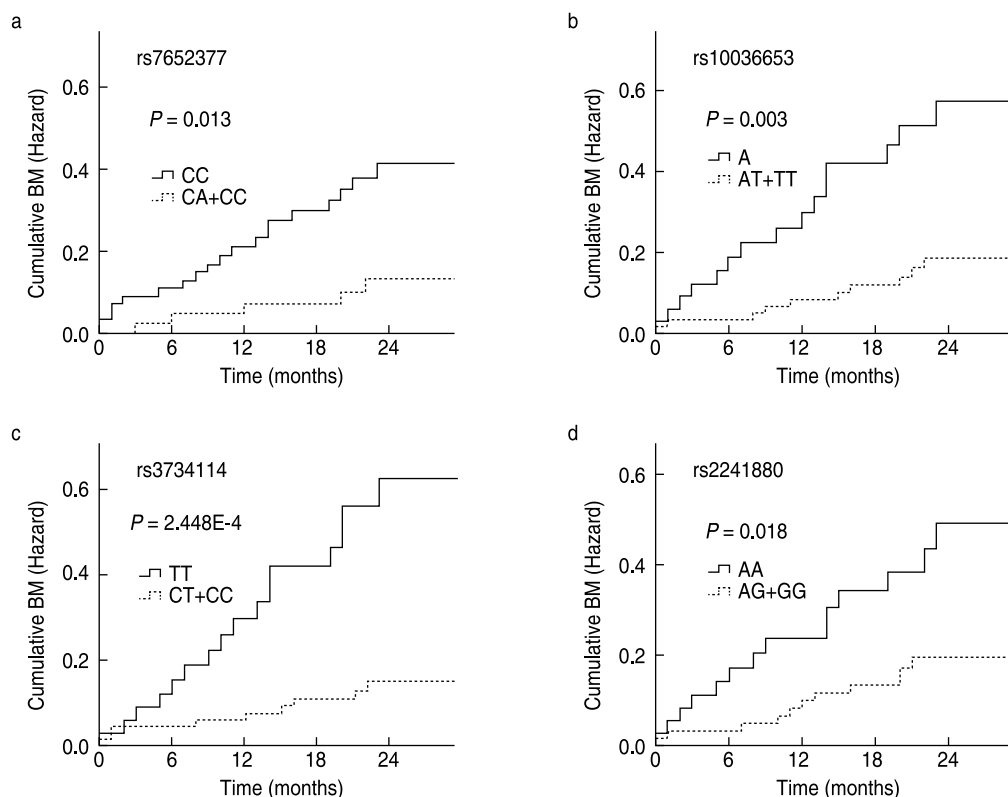 a
rs7652377
P = 0.013
CC
CA+CC
Cumulative BM (Hazard)
0.6
0.4
0.2
0.0
0 6 12 18 24
Time (months)
b
rs10036653
P = 0.003
A
AT+TT
Cumulative BM (Hazard)
0.6
0.4
0.2
0.0
0 6 12 18 24
Time (months)
c
rs3734114
P = 2.448E-4
TT
CT+CC
Cumulative BM (Hazard)
0.6
0.4
0.2
0.0
0 6 12 18 24
Time (months)
d
rs2241880
P = 0.018
AA
AG+GG
Cumulative BM (Hazard)
0.6
0.4
0.2
0.0
0 6 12 18 24
Time (months)